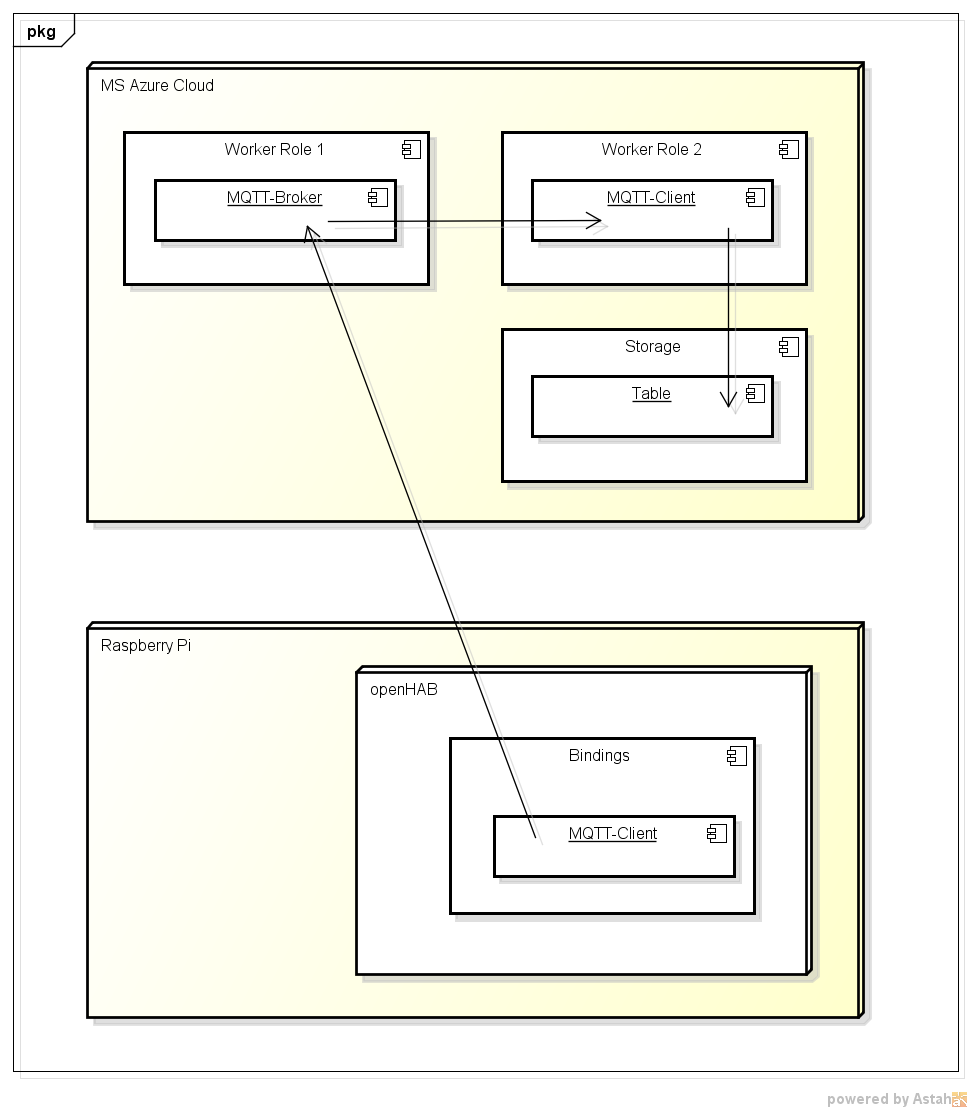 pkg
MS Azure Cloud
Worker Role 1
Worker Role 2
MQTT-Broker
MQTT-Client
Storage
Table
Raspberry Pi
openHAB
Bindings
MQTT-Client
powered by Astah